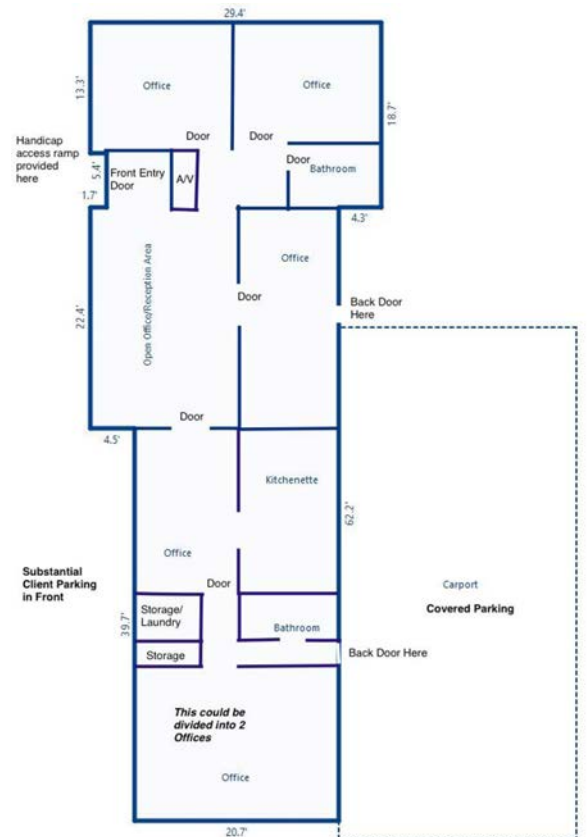 29.4'
13.3'
Office
Office
18.7'
Door
Door
Handicap
access ramp
provided
here
5.4'
Front Entry
Door
A/V
Door
Bathroom
1.7'
4.3'
Office
Open Office/Reception Area
22.4'
Door
Back Door
Here
Door
4.5'
Kitchenette
62.2'
Office
Substantial
Client Parking
in Front
Door
Carport
Covered Parking
39.7'
Storage/
Laundry
Bathroom
Storage
Back Door Here
This could be
divided into 2
Offices
Office
20.7'